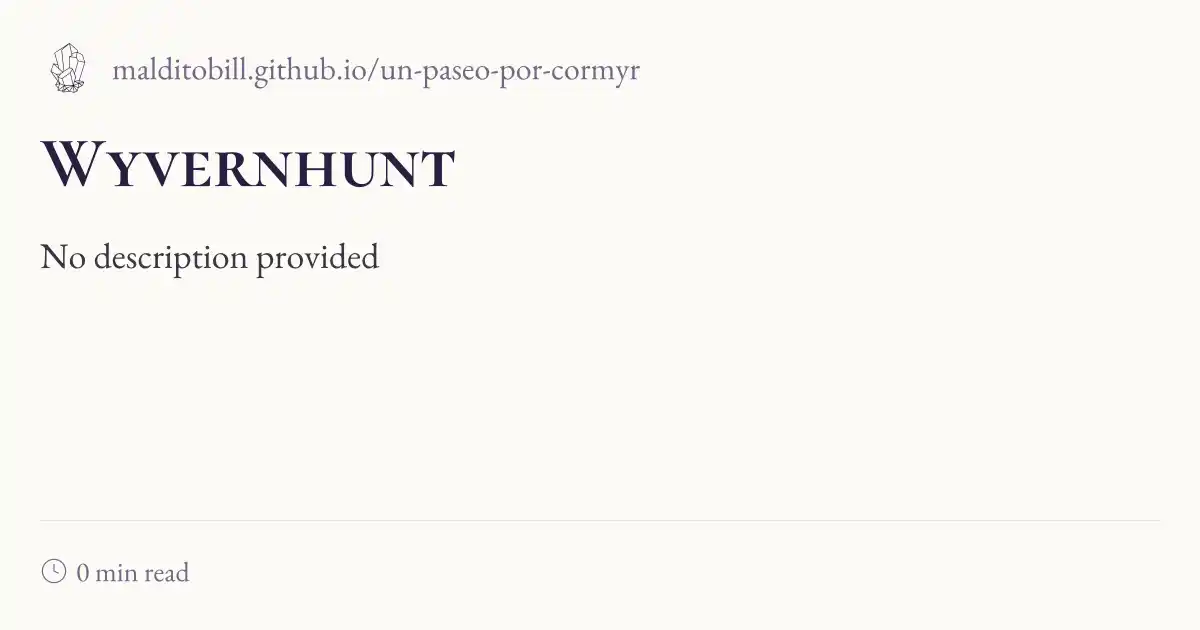 malditobill.github.io/un-paseo-por-cormyr
Wyvernhunt
No description provided
0 min read